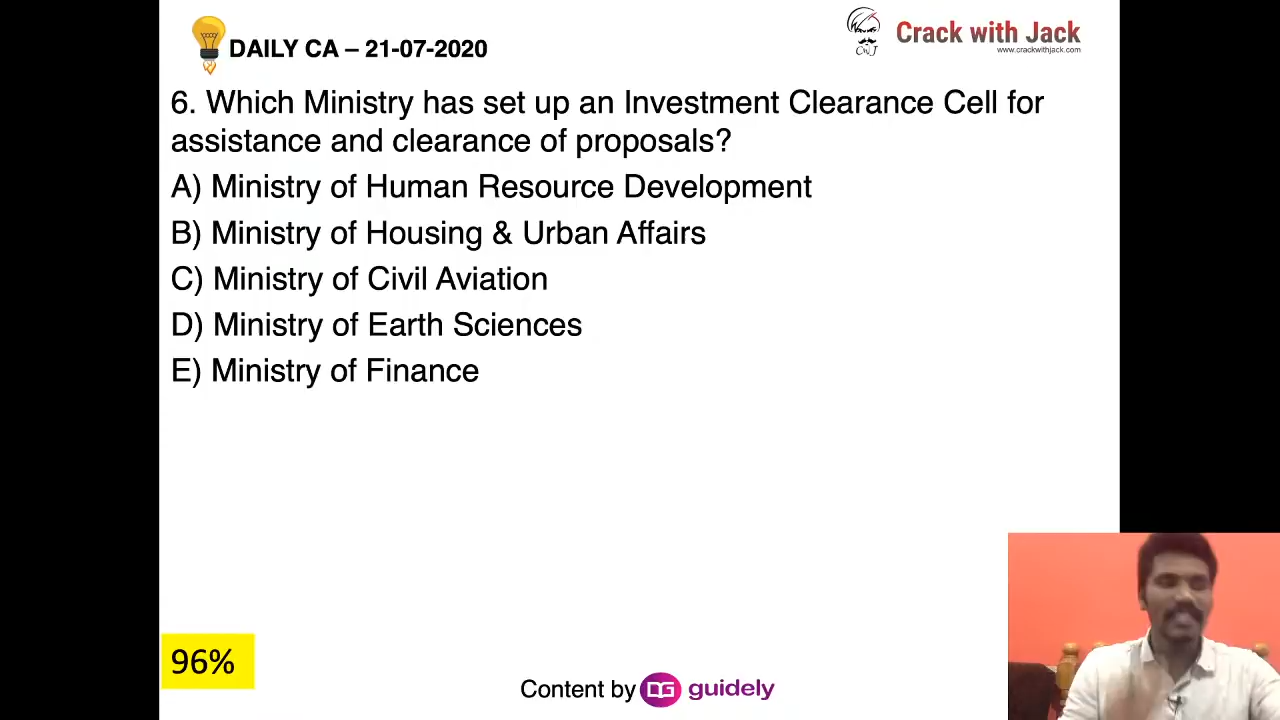 DAILY CA – 21-07-2020
CWJ
Crack with Jack
www.crackwithjack.com
6. Which Ministry has set up an Investment Clearance Cell for
assistance and clearance of proposals?
A) Ministry of Human Resource Development
B) Ministry of Housing & Urban Affairs
C) Ministry of Civil Aviation
D) Ministry of Earth Sciences
E) Ministry of Finance
96%
Content by DG guidely